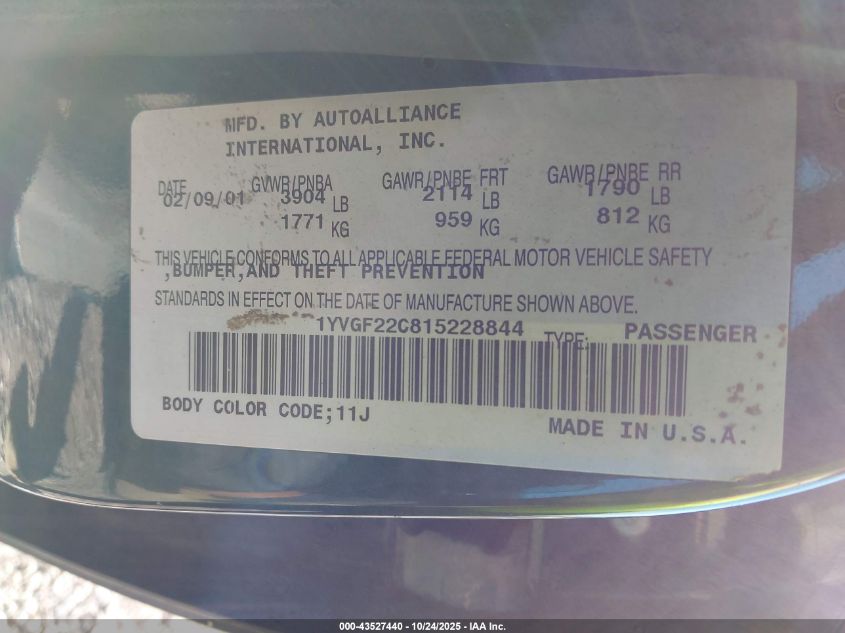 MFD. BY AUTOALLIANCE
INTERNATIONAL, INC.
DATE GVWR/PNBA GAWR/PNBE FRT GAWR/PNBE RR
02/09/01 3904 LB 2114 LB 1790 LB
1771 KG 959 KG 812 KG
THIS VEHICLE CONFORMS TO ALL APPLICABLE FEDERAL MOTOR VEHICLE SAFETY
,BUMPER,AND THEFT PREVENTION
STANDARDS IN EFFECT ON THE DATE OF MANUFACTURE SHOWN ABOVE.
1YVGF22C815228844 TYPE: PASSENGER
BODY COLOR CODE;11J
MADE IN U.S.A.
000-43527440 • 10/24/2025 • IAA Inc.